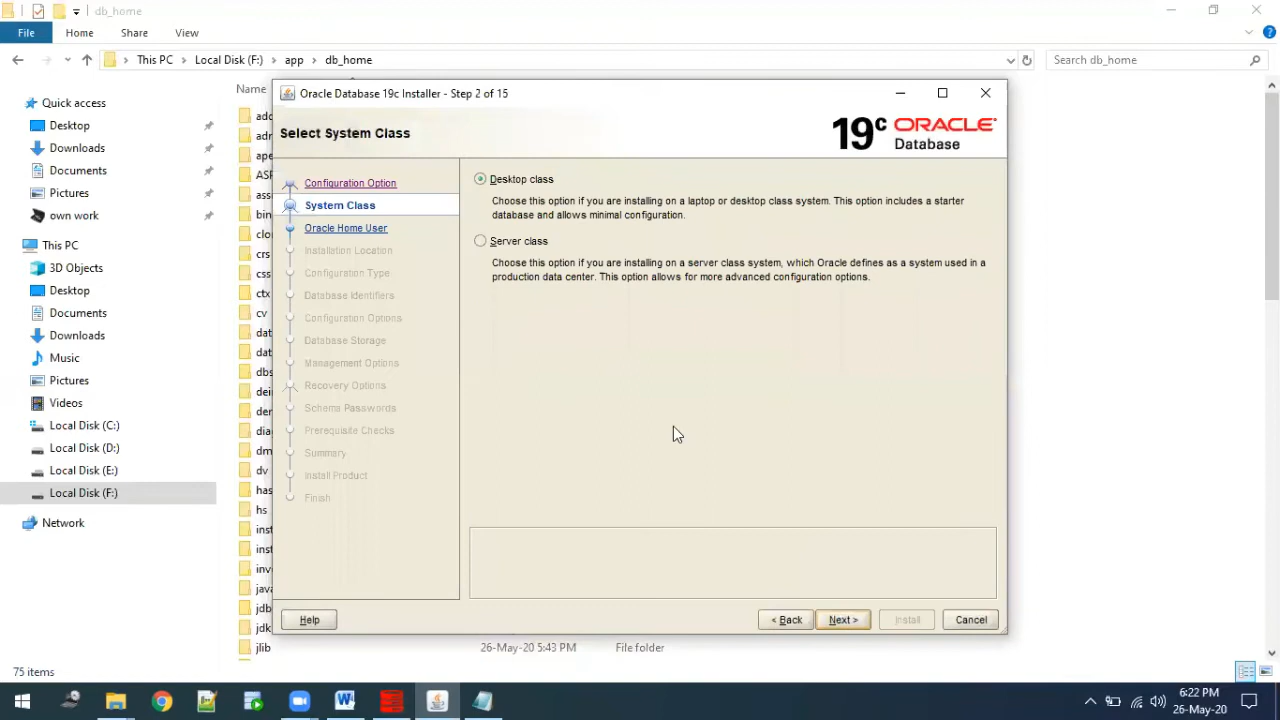 db_home
File
Home
Share
View
This PC
Local Disk (F:)
app
db_home
Search db_home
Name
Quick access
Desktop
Downloads
Documents
Pictures
own work
This PC
3D Objects
Desktop
Documents
Downloads
Music
Pictures
Videos
Local Disk (C:)
Local Disk (D:)
Local Disk (E:)
Local Disk (F:)
Network
bin
crs
ctx
cv
dbs
dv
hs
jlib
26-May-20 5:43 PM
File folder
75 items
Oracle Database 19c Installer - Step 2 of 15
Select System Class
19c ORACLE
Database
Configuration Option
System Class
Oracle Home User
Installation Location
Configuration Type
Database Identifiers
Configuration Options
Database Storage
Management Options
Recovery Options
Schema Passwords
Prerequisite Checks
Summary
Install Product
Finish
Desktop class
Choose this option if you are installing on a laptop or desktop class system. This option includes a starter
database and allows minimal configuration.
Server class
Choose this option if you are installing on a server class system, which Oracle defines as a system used in a
production data center. This option allows for more advanced configuration options.
Help
< Back
Next >
Install
Cancel
6:22 PM
26-May-20